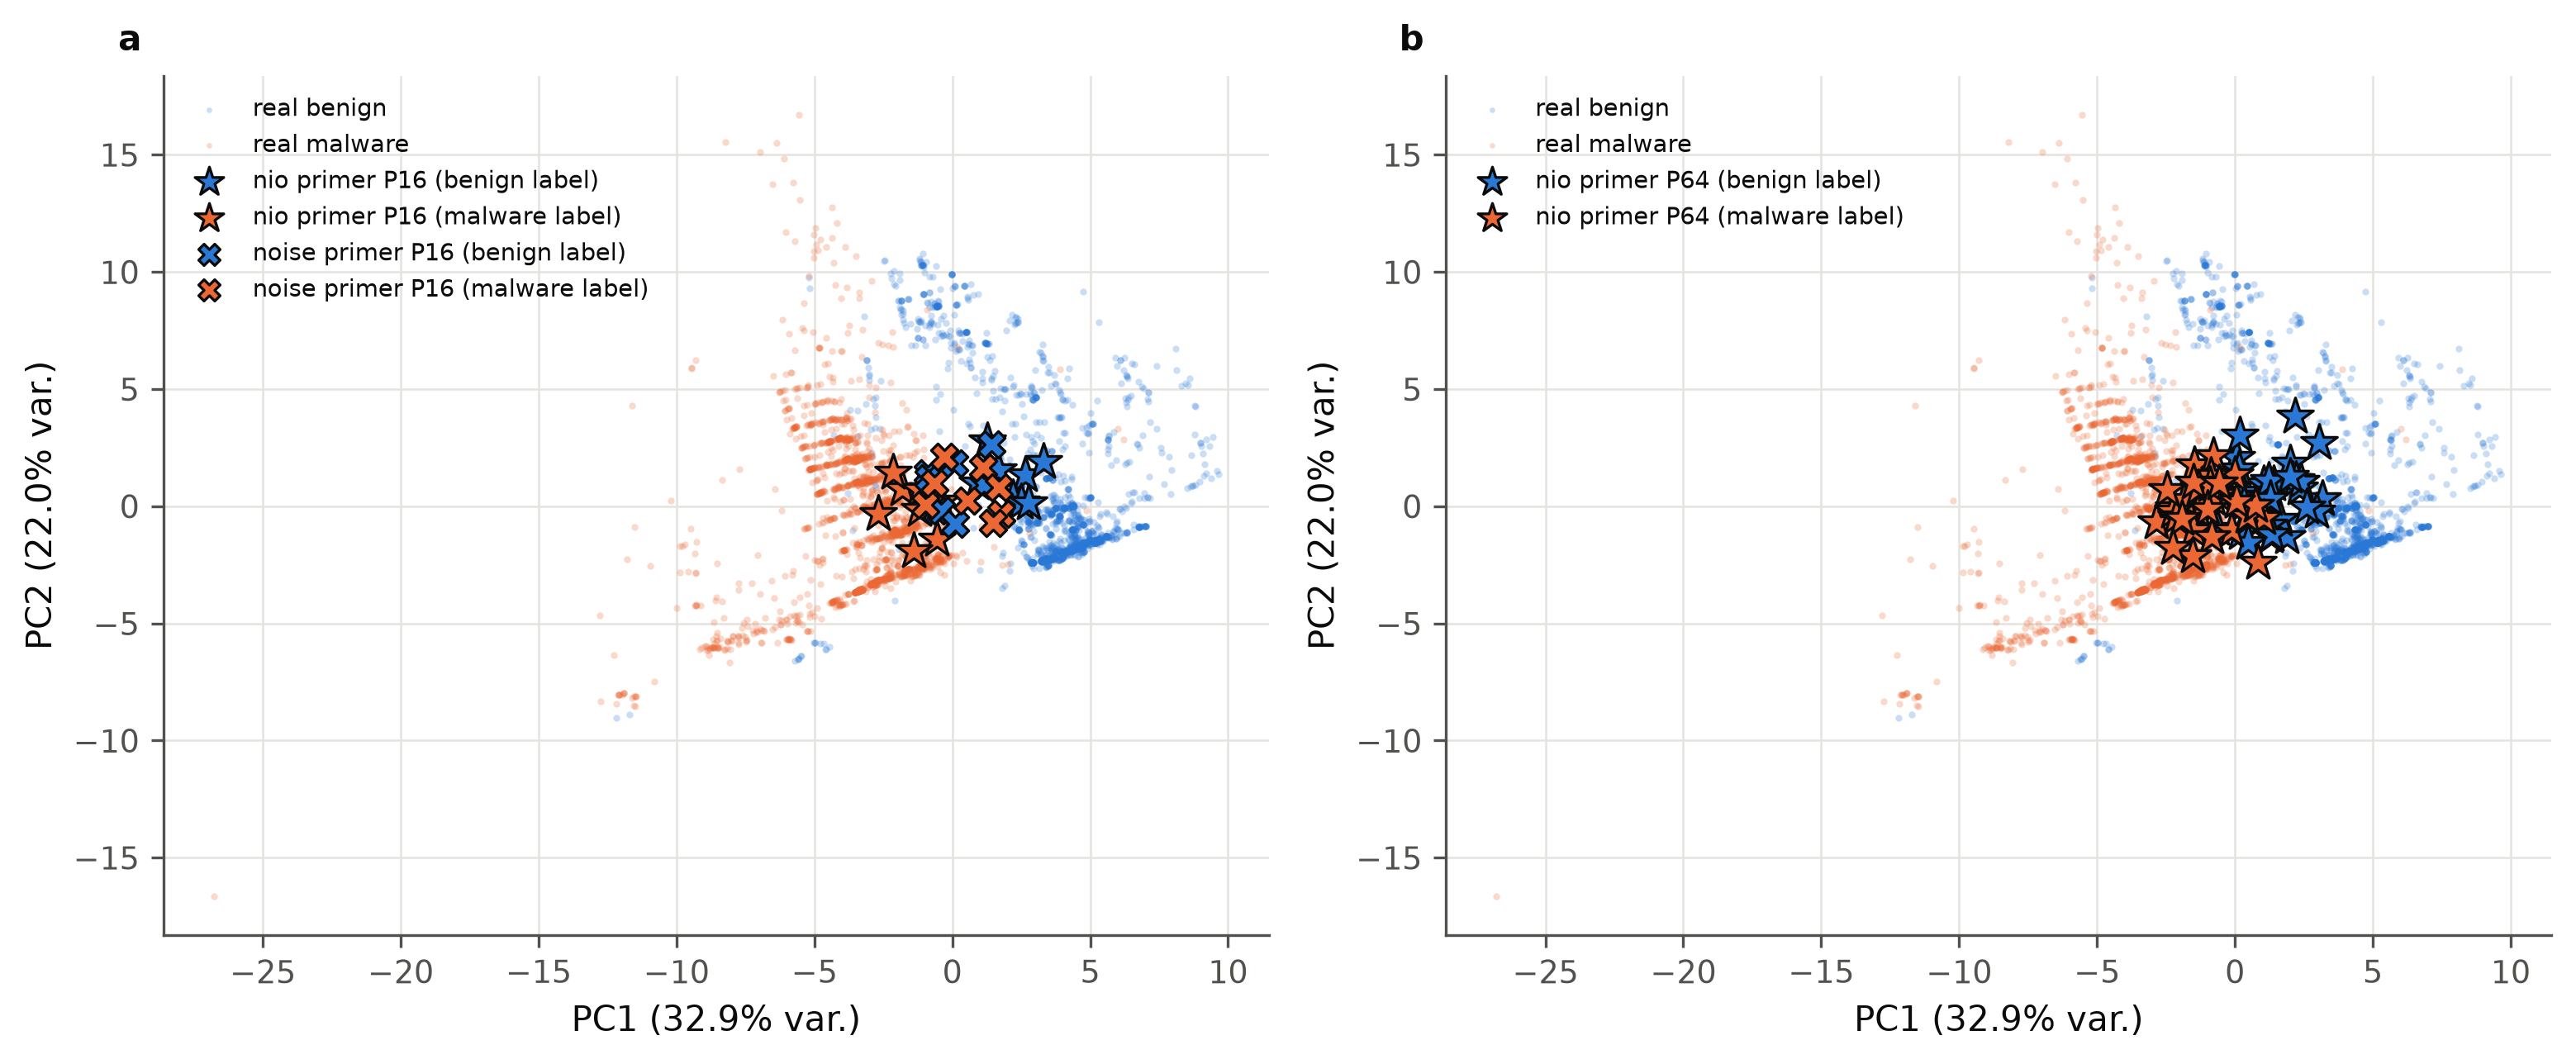 a
real benign
real malware
nio primer P16 (benign label)
nio primer P16 (malware label)
noise primer P16 (benign label)
noise primer P16 (malware label)
15
10
5
0
−5
−10
−15
PC2 (22.0% var.)
−25 −20 −15 −10 −5 0 5 10
PC1 (32.9% var.)
b
real benign
real malware
nio primer P64 (benign label)
nio primer P64 (malware label)
15
10
5
0
−5
−10
−15
PC2 (22.0% var.)
−25 −20 −15 −10 −5 0 5 10
PC1 (32.9% var.)